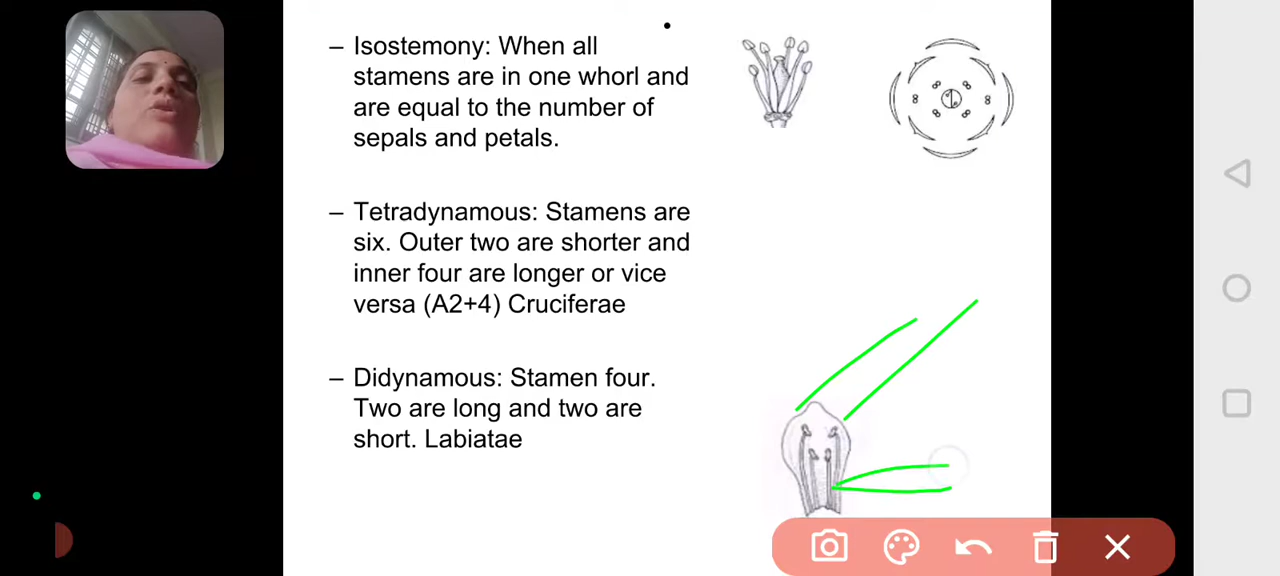 – Isostemony: When all
stamens are in one whorl and
are equal to the number of
sepals and petals.
– Tetradynamous: Stamens are
six. Outer two are shorter and
inner four are longer or vice
versa (A2+4) Cruciferae
– Didynamous: Stamen four.
Two are long and two are
short. Labiatae